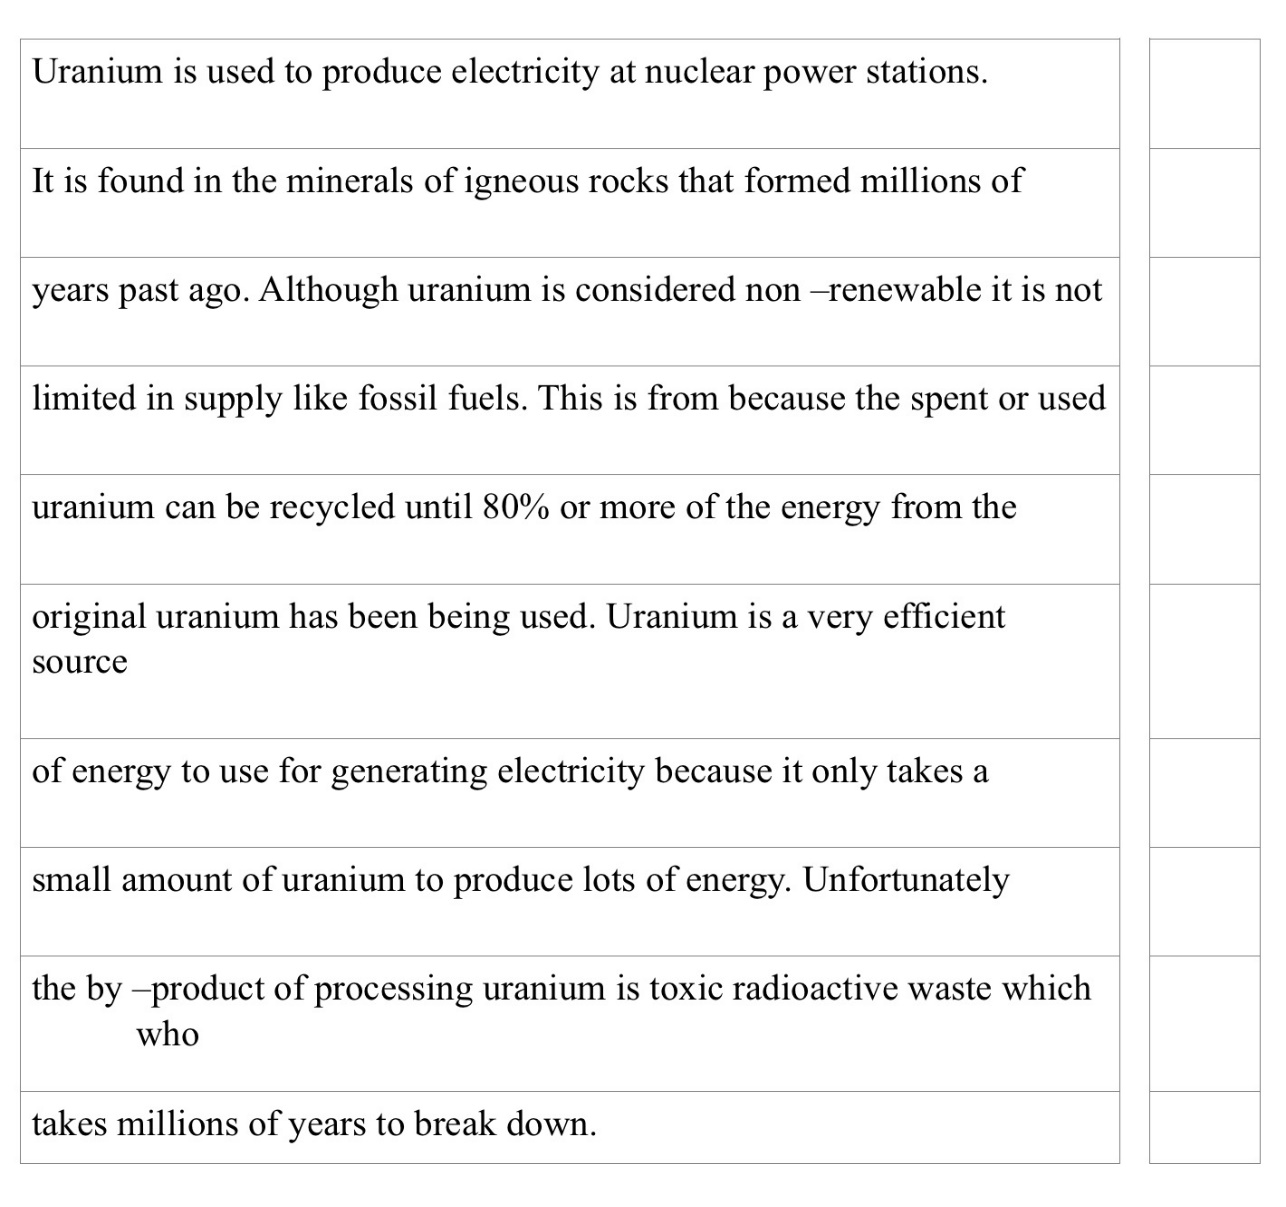 Uranium is used to produce electricity at nuclear power stations.
It is found in the minerals of igneous rocks that formed millions of
years past ago. Although uranium is considered non –renewable it is not
limited in supply like fossil fuels. This is from because the spent or used
uranium can be recycled until 80% or more of the energy from the
original uranium has been being used. Uranium is a very efficient
source
of energy to use for generating electricity because it only takes a
small amount of uranium to produce lots of energy. Unfortunately
the by –product of processing uranium is toxic radioactive waste which
who
takes millions of years to break down.